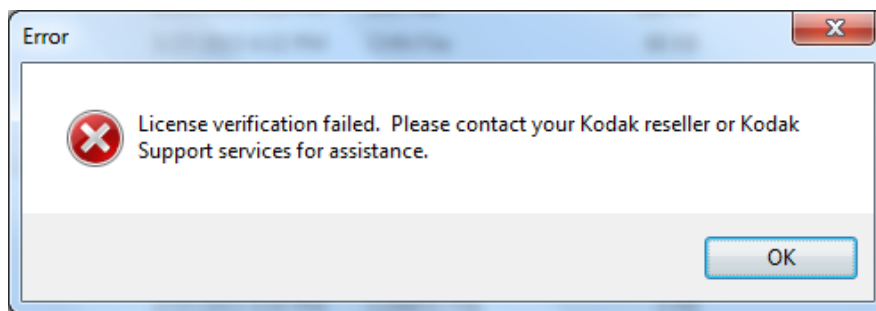 Error
License verification failed.  Please contact your Kodak reseller or Kodak
Support services for assistance.
OK